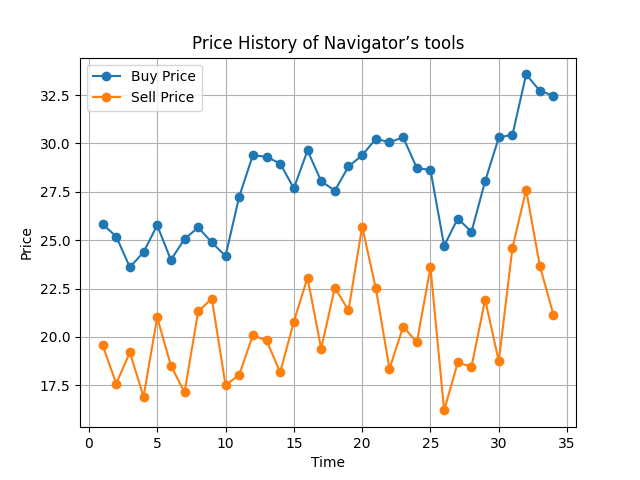 Price History of Navigator’s tools
Buy Price
Sell Price
Price
32.5
30.0
27.5
25.0
22.5
20.0
17.5
0 5 10 15 20 25 30 35
Time